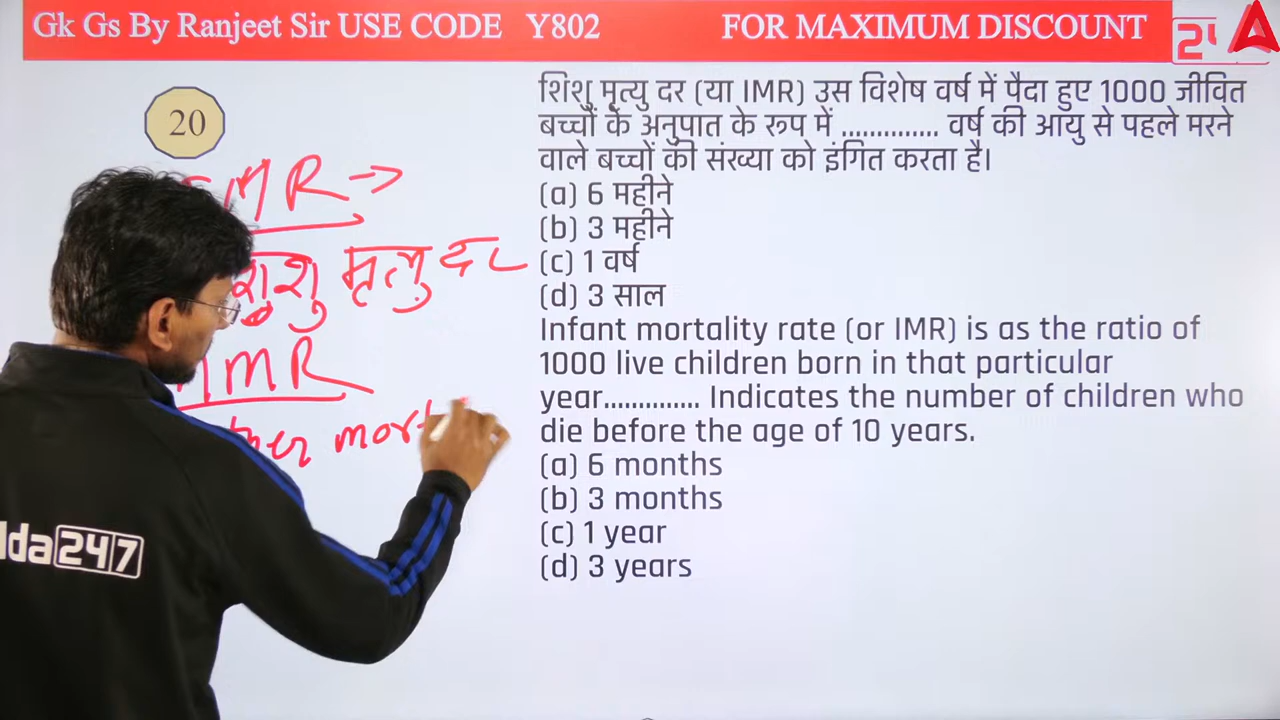 Gk Gs By Ranjeet Sir USE CODE Y802 FOR MAXIMUM DISCOUNT
20
शिशु मृत्यु दर (या IMR) उस विशेष वर्ष में पैदा हुए 1000 जीवित
बच्चों के अनुपात के रूप में .............. वर्ष की आयु से पहले मरने
वाले बच्चों की संख्या को इंगित करता है।
(a) 6 महीने
(b) 3 महीने
(c) 1 वर्ष
(d) 3 साल
Infant mortality rate (or IMR) is as the ratio of
1000 live children born in that particular
year.............. Indicates the number of children who
die before the age of 10 years.
(a) 6 months
(b) 3 months
(c) 1 year
(d) 3 years
IMR →
मृत्यु दर
MMR
24/7